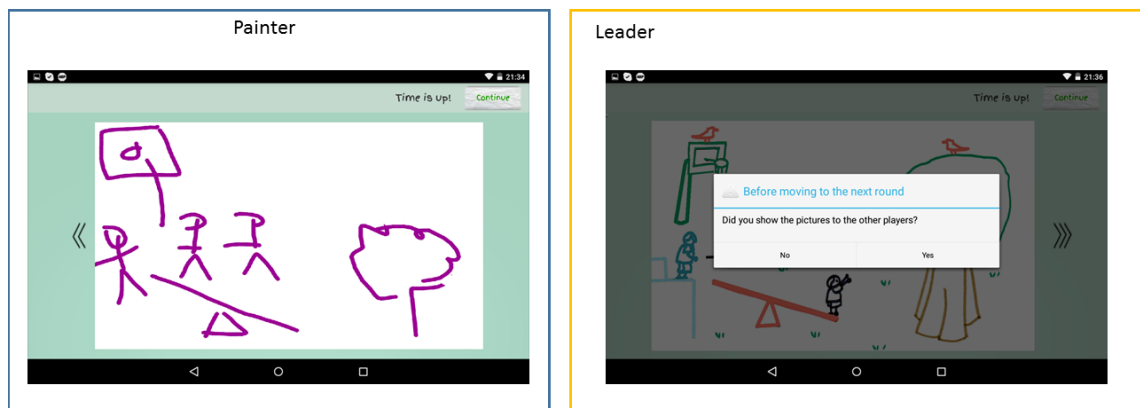 Painter
21:34
Time is up!
Continue
Leader
21:36
Time is up!
Continue
Before moving to the next round
Did you show the pictures to the other players?
No
Yes